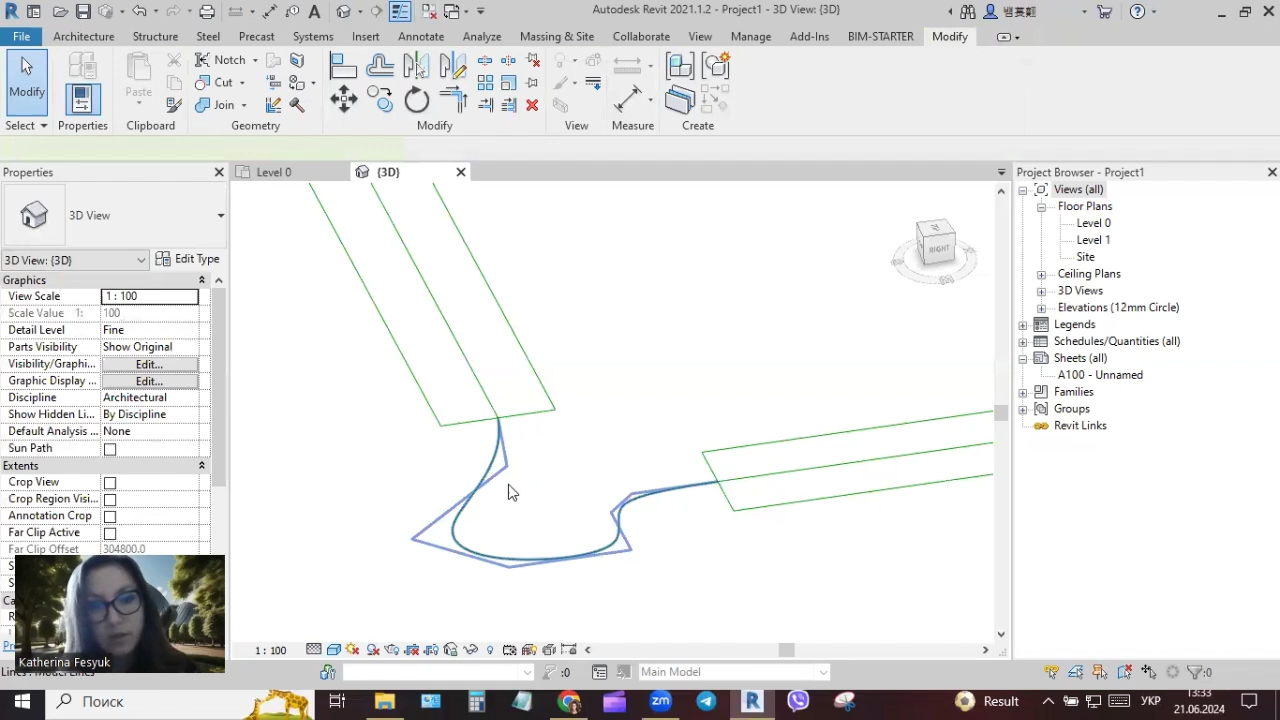 Autodesk Revit 2021.1.2 - Project1 - 3D View: {3D}
File Architecture Structure Steel Precast Systems Insert Annotate Analyze Massing & Site Collaborate View Manage Add-Ins BIM-STARTER Modify
Modify
Paste
Notch
Cut
Join
Select Properties Clipboard Geometry Modify View Measure Create
Properties
Level 0
{3D}
Project Browser - Project1
3D View
3D View: {3D}
Edit Type
Graphics
View Scale 1 : 100
Scale Value 1: 100
Detail Level Fine
Parts Visibility Show Original
Visibility/Graphi... Edit...
Graphic Display ... Edit...
Discipline Architectural
Show Hidden Li... By Discipline
Default Analysis ... None
Sun Path
Extents
Crop View
Crop Region Visi...
Annotation Crop
Far Clip Active
Far Clip Offset 304800.0
Katherina Fesyuk
RIGHT
Views (all)
Floor Plans
Level 0
Level 1
Site
Ceiling Plans
3D Views
Elevations (12mm Circle)
Legends
Schedules/Quantities (all)
Sheets (all)
A100 - Unnamed
Families
Groups
Revit Links
1 : 100
:0
Main Model
:0
Поиск
Result
УКР
13:33
21.06.2024